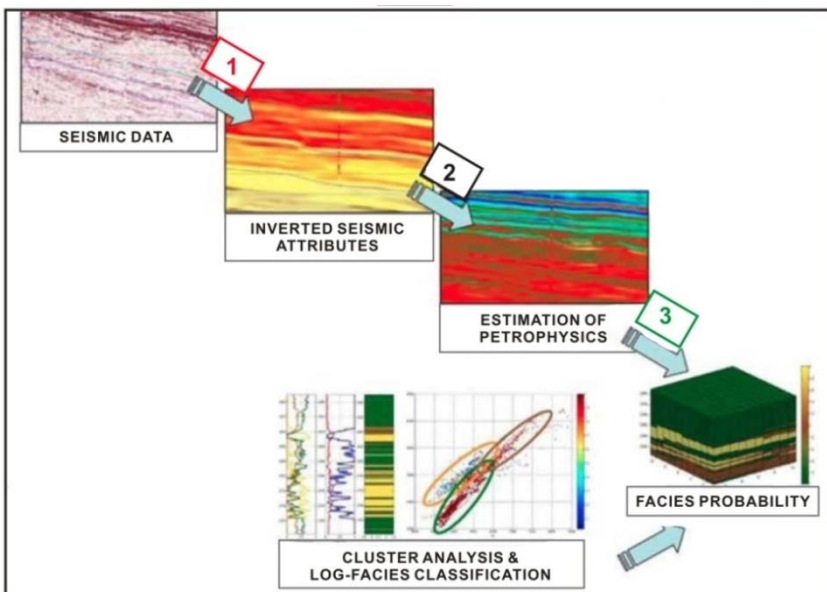 1
SEISMIC DATA
2
INVERTED SEISMIC
ATTRIBUTES
3
ESTIMATION OF
PETROPHYSICS
FACIES PROBABILITY
CLUSTER ANALYSIS &
LOG-FACIES CLASSIFICATION